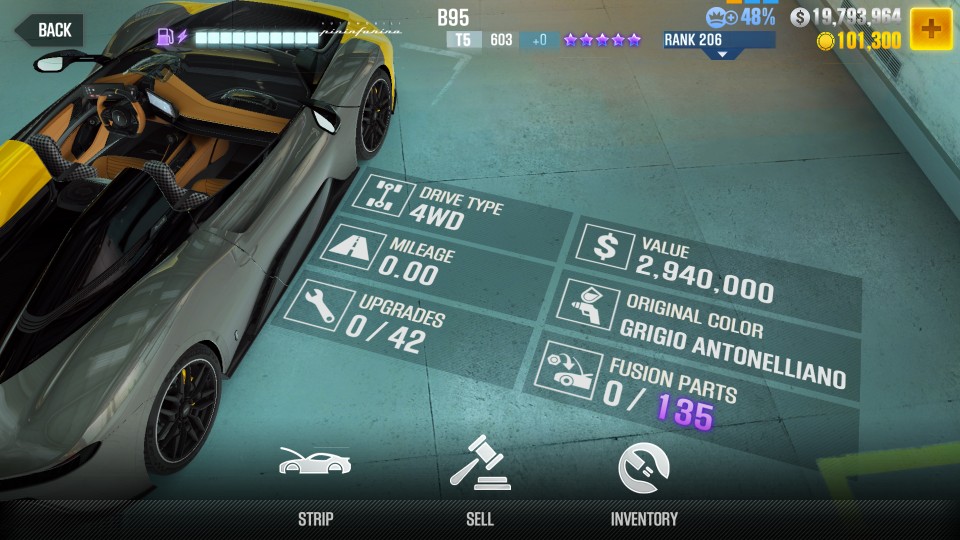 BACK
AUTOMOBILI
pininfarina
B95
T5 603 +0
RANK 206
48%
19,793,964
101,300
DRIVE TYPE
4WD
MILEAGE
0.00
UPGRADES
0 / 42
$
VALUE
2,940,000
ORIGINAL COLOR
GRIGIO ANTONELLIANO
FUSION PARTS
0 / 135
STRIP
SELL
INVENTORY